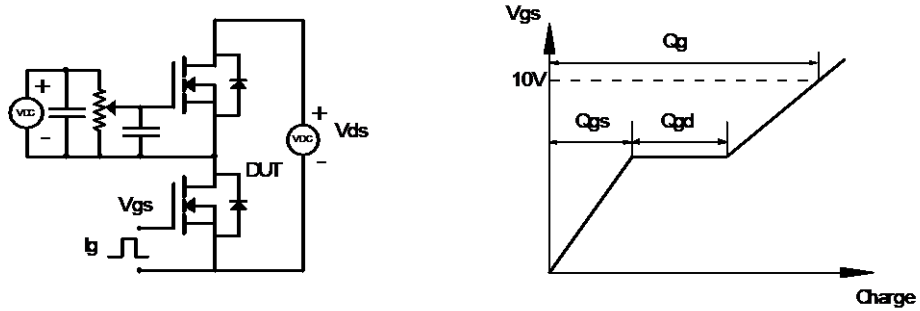 +
VDC
-
+
VDC
-
Vds
DUT
Vgs
Ig
Vgs
Qg
10V
Qgs
Qgd
Charge